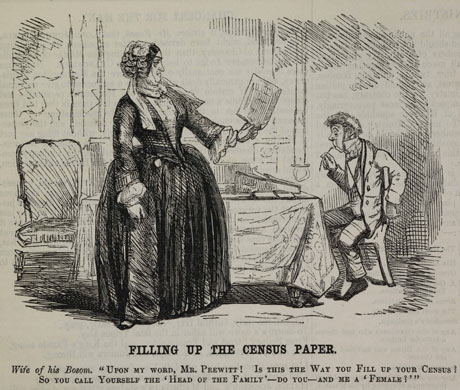 FILLING UP THE CENSUS PAPER.
Wife of his Bosom. "UPON MY WORD, MR. PEEWITT! IS THIS THE WAY YOU FILL UP YOUR CENSUS?
SO YOU CALL YOURSELF THE 'HEAD OF THE FAMILY'—DO YOU—AND ME A 'FEMALE?'"